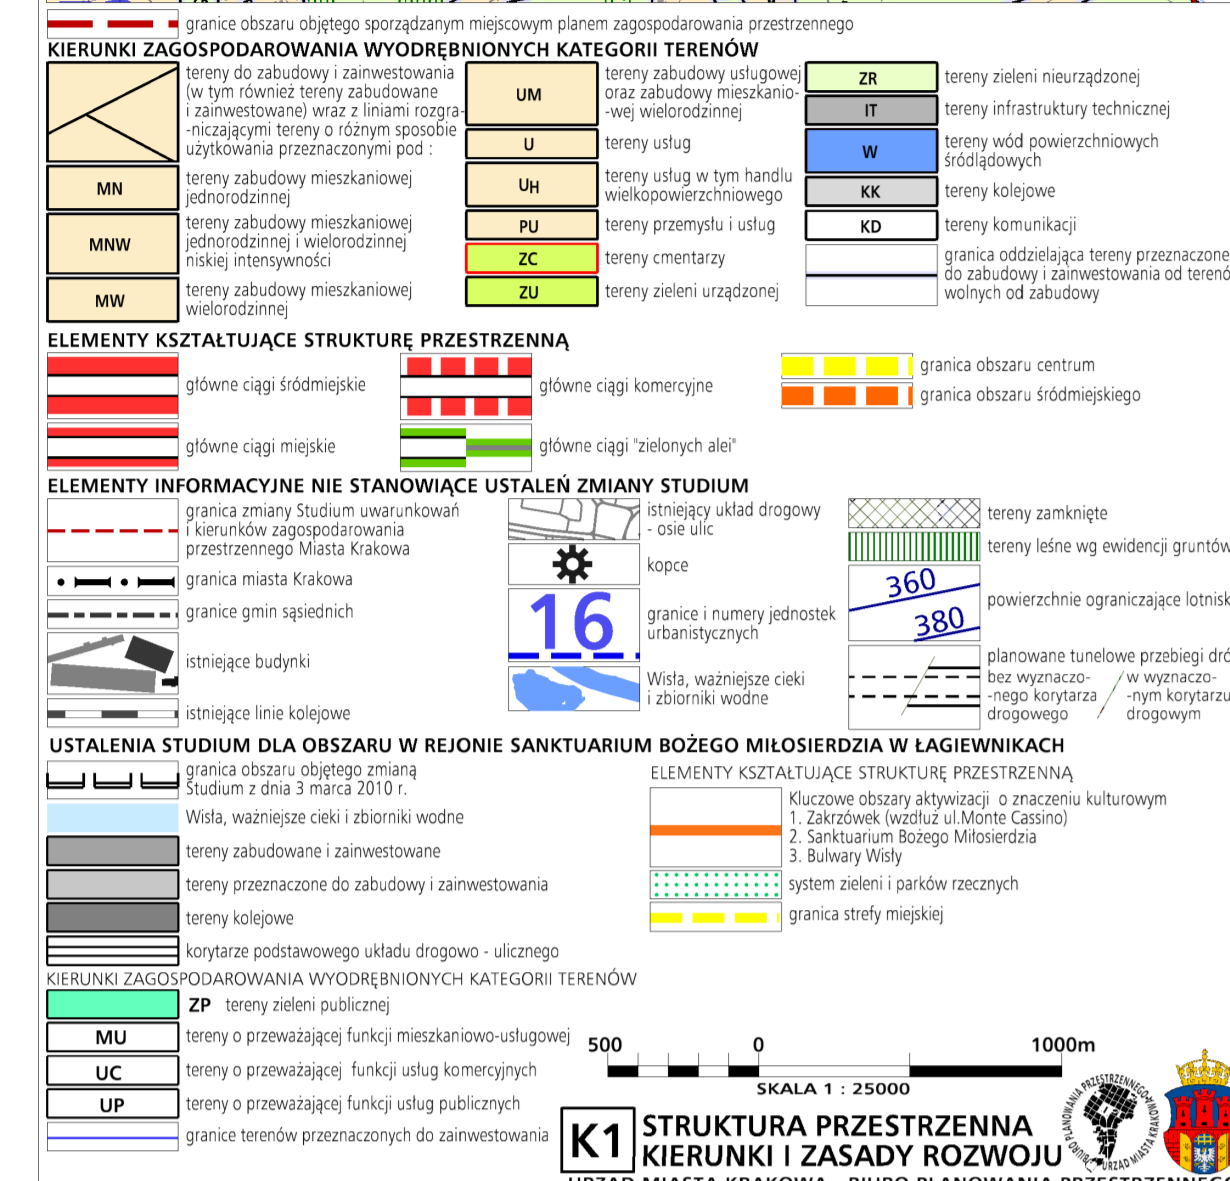 granice obszaru objętego sporządzanym miejscowym planem zagospodarowania przestrzennego
KIERUNKI ZAGOSPODAROWANIA WYODRĘBNIONYCH KATEGORII TERENÓW
tereny do zabudowy i zainwestowania
(w tym również tereny zabudowane
i zainwestowane) wraz z liniami rozgra-
-niczającymi tereny o różnym sposobie
użytkowania przeznaczonymi pod :
MN
tereny zabudowy mieszkaniowej
jednorodzinnej
MNW
tereny zabudowy mieszkaniowej
jednorodzinnej i wielorodzinnej
niskiej intensywności
MW
tereny zabudowy mieszkaniowej
wielorodzinnej
UM
tereny zabudowy usługowej
oraz zabudowy mieszkanio-
-wej wielorodzinnej
U
tereny usług
UH
tereny usług w tym handlu
wielkopowierzchniowego
PU
tereny przemysłu i usług
ZC
tereny cmentarzy
ZU
tereny zieleni urządzonej
ZR
tereny zieleni nieurządzonej
IT
tereny infrastruktury technicznej
W
tereny wód powierzchniowych
śródlądowych
KK
tereny kolejowe
KD
tereny komunikacji
granica oddzielająca tereny przeznaczone
do zabudowy i zainwestowania od terenó
wolnych od zabudowy
ELEMENTY KSZTAŁTUJĄCE STRUKTURĘ PRZESTRZENNĄ
główne ciągi śródmiejskie
główne ciągi miejskie
główne ciągi komercyjne
główne ciągi "zielonych alei"
granica obszaru centrum
granica obszaru śródmiejskiego
ELEMENTY INFORMACYJNE NIE STANOWIĄCE USTALEŃ ZMIANY STUDIUM
granica zmiany Studium uwarunkowań
i kierunków zagospodarowania
przestrzennego Miasta Krakowa
granica miasta Krakowa
granice gmin sąsiednich
istniejące budynki
istniejące linie kolejowe
istniejący układ drogowy
- osie ulic
kopce
16
granice i numery jednostek
urbanistycznych
Wisła, ważniejsze cieki
i zbiorniki wodne
tereny zamknięte
tereny leśne wg ewidencji gruntów
360
380
powierzchnie ograniczające lotnisk
planowane tunelowe przebiegi dró
bez wyznaczo-
-nego korytarza
drogowego
w wyznaczo-
-nym korytarzu
drogowym
USTALENIA STUDIUM DLA OBSZARU W REJONIE SANKTUARIUM BOŻEGO MIŁOSIERDZIA W ŁAGIEWNIKACH
granica obszaru objętego zmianą
Studium z dnia 3 marca 2010 r.
Wisła, ważniejsze cieki i zbiorniki wodne
tereny zabudowane i zainwestowane
tereny przeznaczone do zabudowy i zainwestowania
tereny kolejowe
korytarze podstawowego układu drogowo - ulicznego
ELEMENTY KSZTAŁTUJĄCE STRUKTURĘ PRZESTRZENNĄ
Kluczowe obszary aktywizacji o znaczeniu kulturowym
1. Zakrzówek (wzdłuż ul.Monte Cassino)
2. Sanktuarium Bożego Miłosierdzia
3. Bulwary Wisły
system zieleni i parków rzecznych
granica strefy miejskiej
KIERUNKI ZAGOSPODAROWANIA WYODRĘBNIONYCH KATEGORII TERENÓW
ZP tereny zieleni publicznej
MU
tereny o przeważającej funkcji mieszkaniowo-usługowej
UC
tereny o przeważającej funkcji usług komercyjnych
UP
tereny o przeważającej funkcji usług publicznych
granice terenów przeznaczonych do zainwestowania
500 0 1000m
SKALA 1 : 25000
K1
STRUKTURA PRZESTRZENNA
KIERUNKI I ZASADY ROZWOJU
BIURO PLANOWANIA PRZESTRZENNEGO
URZĄD MIASTA KRAKOWA
URZĄD MIASTA KRAKOWA - BIURO PLANOWANIA PRZESTRZENNEGO